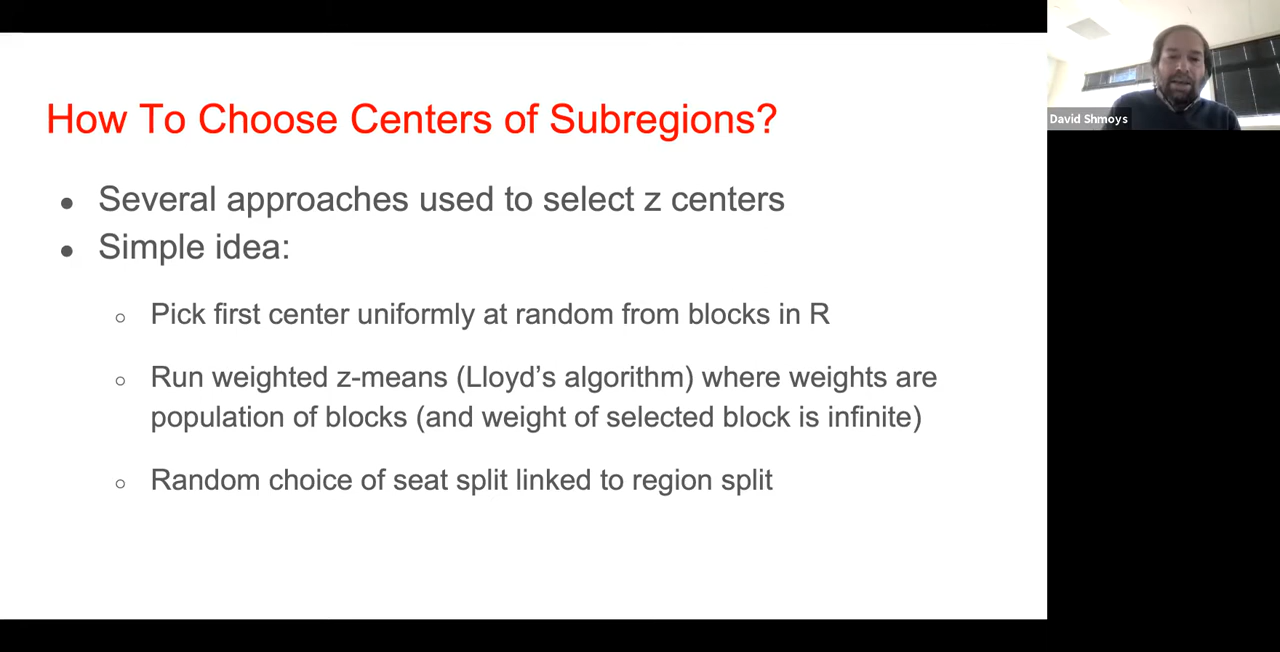 How To Choose Centers of Subregions?
● Several approaches used to select z centers
● Simple idea:
○ Pick first center uniformly at random from blocks in R
○ Run weighted z-means (Lloyd’s algorithm) where weights are
population of blocks (and weight of selected block is infinite)
○ Random choice of seat split linked to region split
David Shmoys